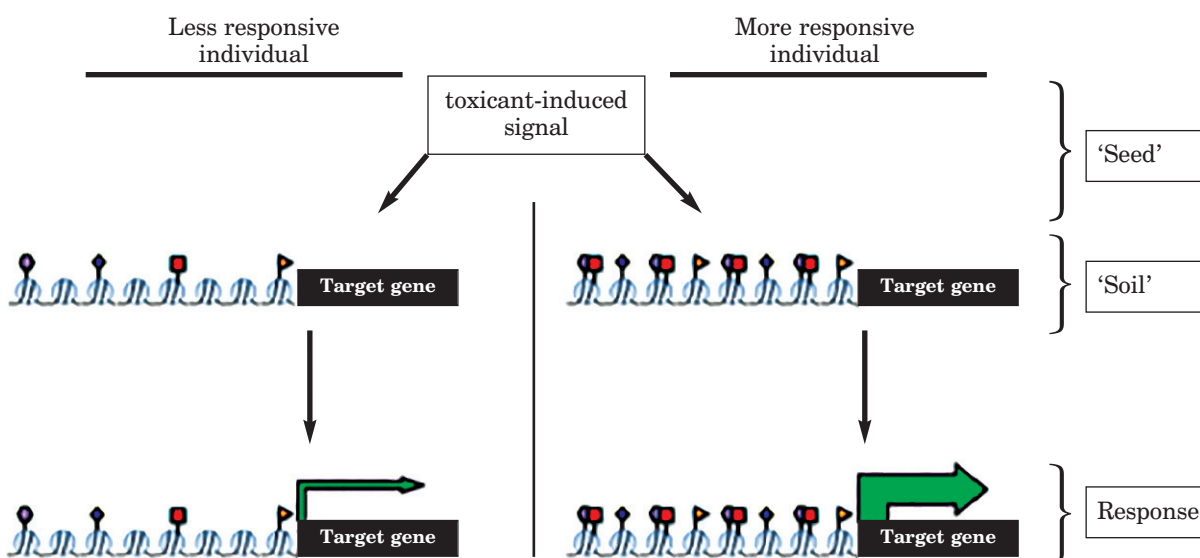 Less responsive
individual
More responsive
individual
toxicant-induced
signal
‘Seed’
Target gene
Target gene
‘Soil’
Target gene
Target gene
Response